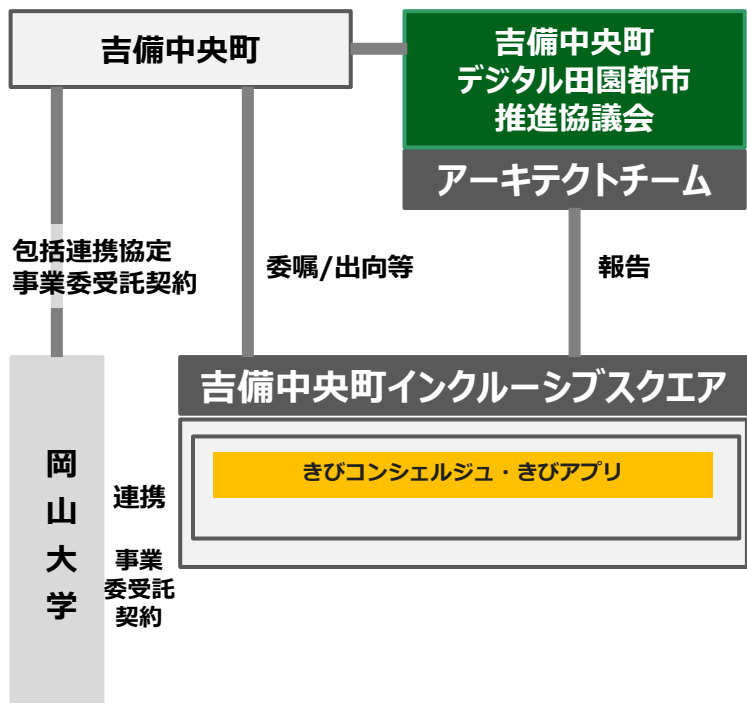 吉備中央町
吉備中央町
デジタル田園都市
推進協議会
アーキテクトチーム
包括連携協定
事業委受託契約
委嘱/出向等
報告
吉備中央町インクルーシブスクエア
きびコンシェルジュ・きびアプリ
岡
山
大
学
連携
事業
委受託
契約